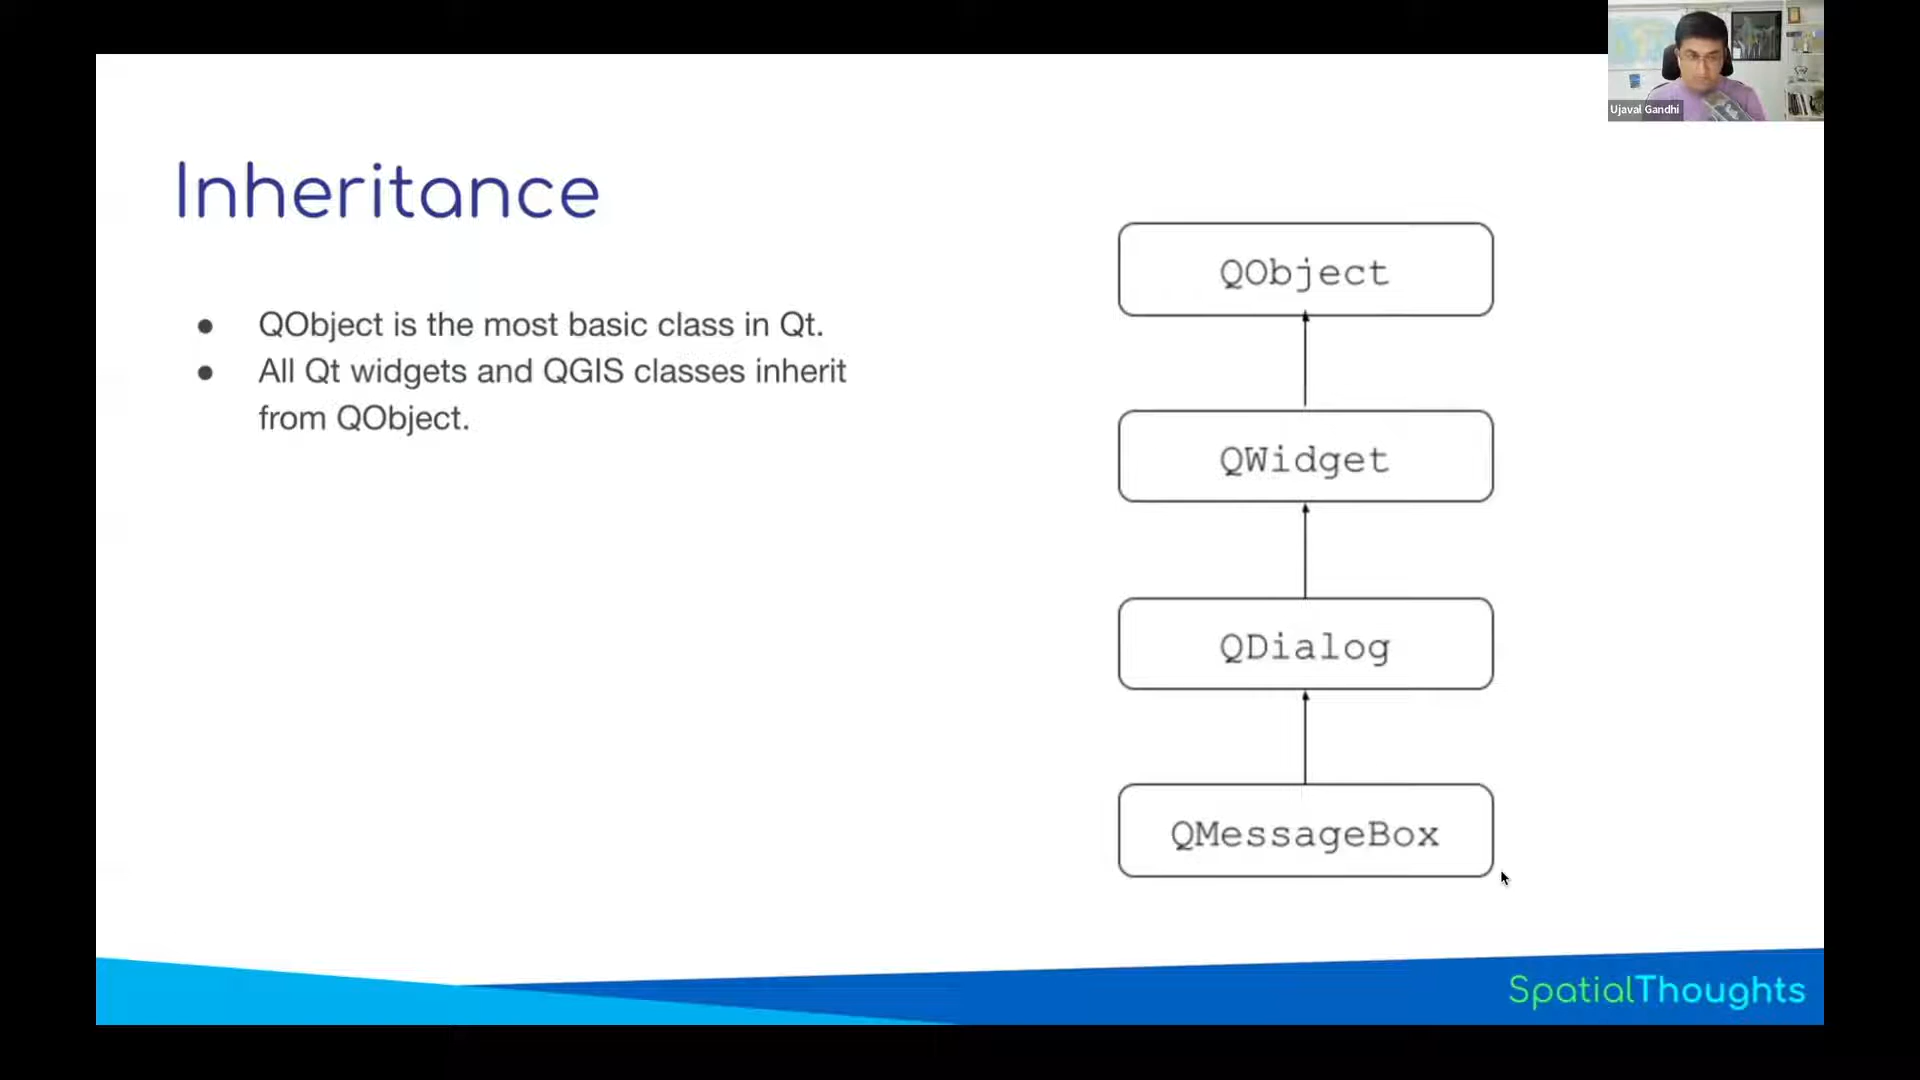 Ujaval Gandhi
Inheritance
● QObject is the most basic class in Qt.
● All Qt widgets and QGIS classes inherit
from QObject.
QObject
QWidget
QDialog
QMessageBox
SpatialThoughts